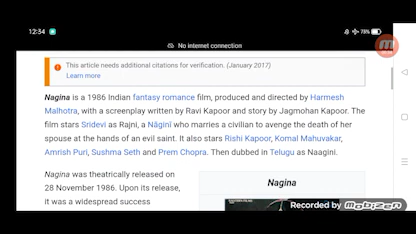 12:34
78%
No internet connection
This article needs additional citations for verification. (January 2017)
Learn more
Nagina is a 1986 Indian fantasy romance film, produced and directed by Harmesh
Malhotra, with a screenplay written by Ravi Kapoor and story by Jagmohan Kapoor. The
film stars Sridevi as Rajni, a Nāgīnī who marries a civilian to avenge the death of her
spouse at the hands of an evil saint. It also stars Rishi Kapoor, Komal Mahuvakar,
Amrish Puri, Sushma Seth and Prem Chopra. Then dubbed in Telugu as Naagini.
Nagina was theatrically released on
28 November 1986. Upon its release,
it was a widespread success
Nagina
Recorded by MOBIZEN